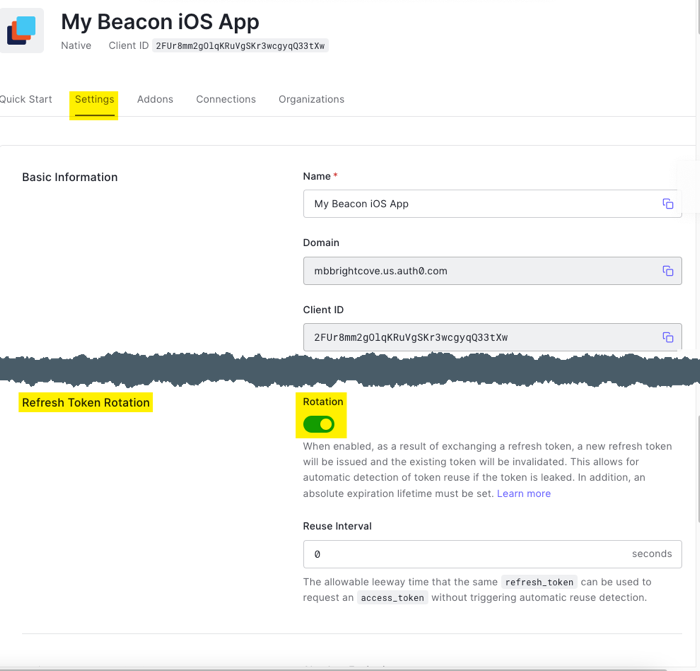 My Beacon iOS App
Native Client ID 2FUr8mm2gOlqKRuVgSKr3wcgyqQ33tXw
Quick Start Settings Addons Connections Organizations
Basic Information
Name *
My Beacon iOS App
Domain
mbbrightcove.us.auth0.com
Client ID
2FUr8mm2gOlqKRuVgSKr3wcgyqQ33tXw
Refresh Token Rotation
Rotation
When enabled, as a result of exchanging a refresh token, a new refresh token
will be issued and the existing token will be invalidated. This allows for
automatic detection of token reuse if the token is leaked. In addition, an
absolute expiration lifetime must be set. Learn more
Reuse Interval
0 seconds
The allowable leeway time that the same refresh_token can be used to
request an access_token without triggering automatic reuse detection.